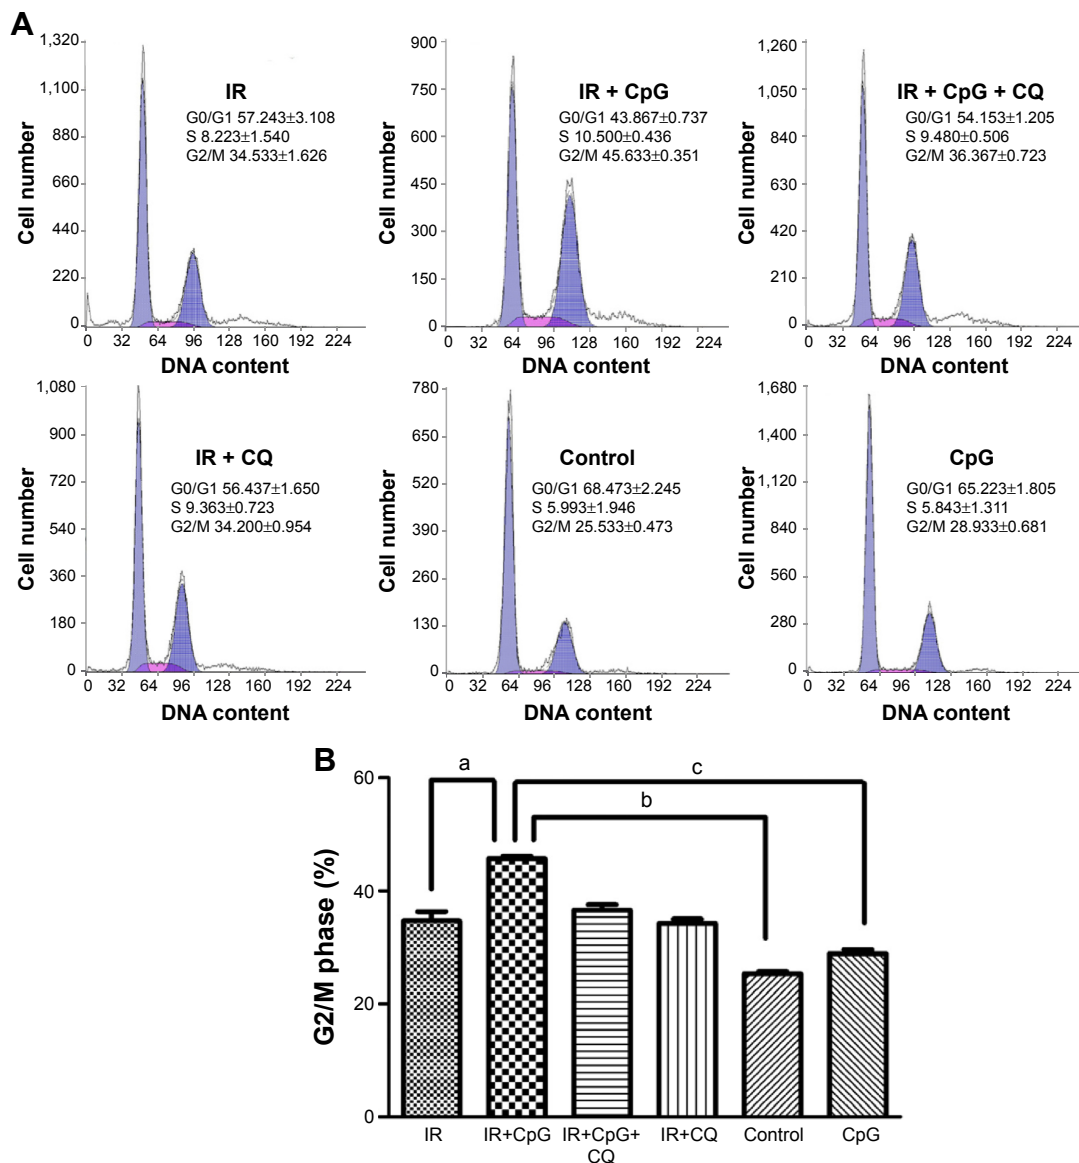 A
IR
G0/G1 57.243±3.108
S 8.223±1.540
G2/M 34.533±1.626
1,320
1,100
880
660
440
220
0
Cell number
0 32 64 96 128 160 192 224
DNA content
IR + CpG
G0/G1 43.867±0.737
S 10.500±0.436
G2/M 45.633±0.351
900
750
600
450
300
150
0
Cell number
0 32 64 96 128 160 192 224
DNA content
IR + CpG + CQ
G0/G1 54.153±1.205
S 9.480±0.506
G2/M 36.367±0.723
1,260
1,050
840
630
420
210
0
Cell number
0 32 64 96 128 160 192 224
DNA content
IR + CQ
G0/G1 56.437±1.650
S 9.363±0.723
G2/M 34.200±0.954
1,080
900
720
540
360
180
0
Cell number
0 32 64 96 128 160 192 224
DNA content
Control
G0/G1 68.473±2.245
S 5.993±1.946
G2/M 25.533±0.473
780
650
520
390
260
130
0
Cell number
0 32 64 96 128 160 192 224
DNA content
CpG
G0/G1 65.223±1.805
S 5.843±1.311
G2/M 28.933±0.681
1,680
1,400
1,120
840
560
280
0
Cell number
0 32 64 96 128 160 192 224
DNA content
B
a
c
b
60
40
20
0
G2/M phase (%)
IR
IR+CpG
IR+CpG+
CQ
IR+CQ
Control
CpG